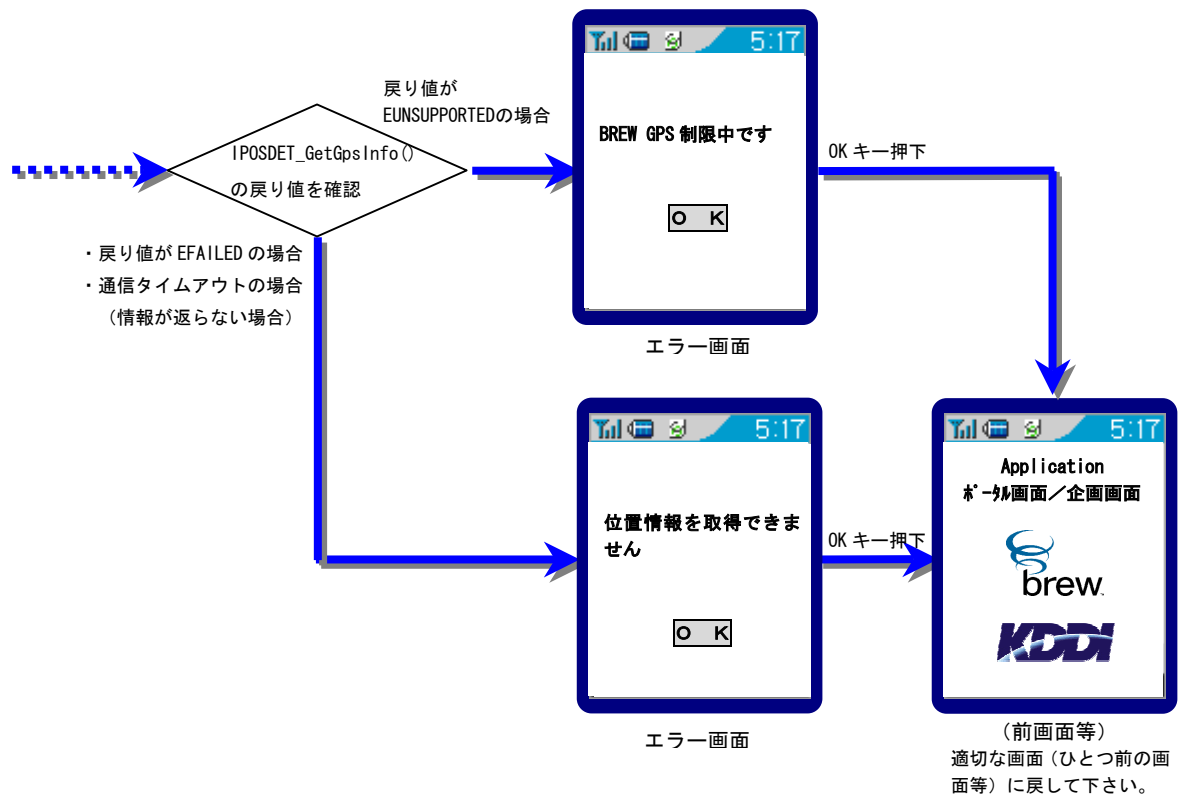 5:17
戻り値が
EUNSUPPORTEDの場合
IPOSDET_GetGpsInfo()
の戻り値を確認
BREW GPS 制限中です
O K
OK キー押下
・戻り値が EFAILED の場合
・通信タイムアウトの場合
（情報が返らない場合）
エラー画面
5:17
位置情報を取得できま
せん
O K
OK キー押下
エラー画面
5:17
Application
ﾎﾟｰﾀﾙ画面／企画画面
brew™
KDDI
（前画面等）
適切な画面（ひとつ前の画
面等）に戻して下さい。